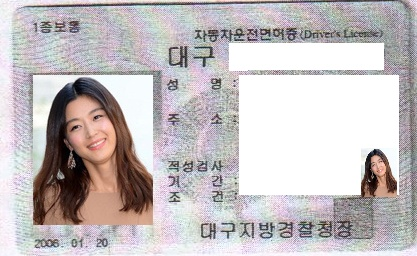 1종보통
자동차운전면허증(Driver's License)
대구
성 명 :
주 소 :
적성검사
기 간 :
조 건 :
2006. 01. 20
대구지방경찰청장